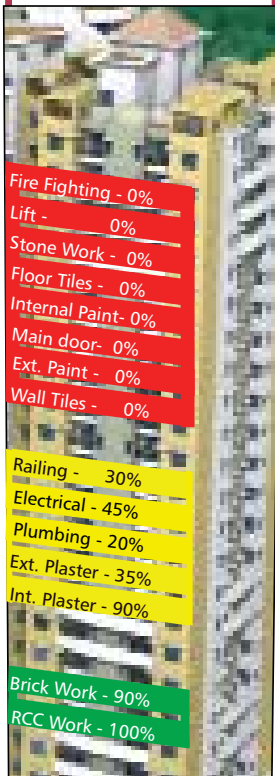 Fire Fighting - 0%
Lift - 0%
Stone Work - 0%
Floor Tiles - 0%
Internal Paint- 0%
Main door- 0%
Ext. Paint - 0%
Wall Tiles - 0%
Railing - 30%
Electrical - 45%
Plumbing - 20%
Ext. Plaster - 35%
Int. Plaster - 90%
Brick Work - 90%
RCC Work - 100%